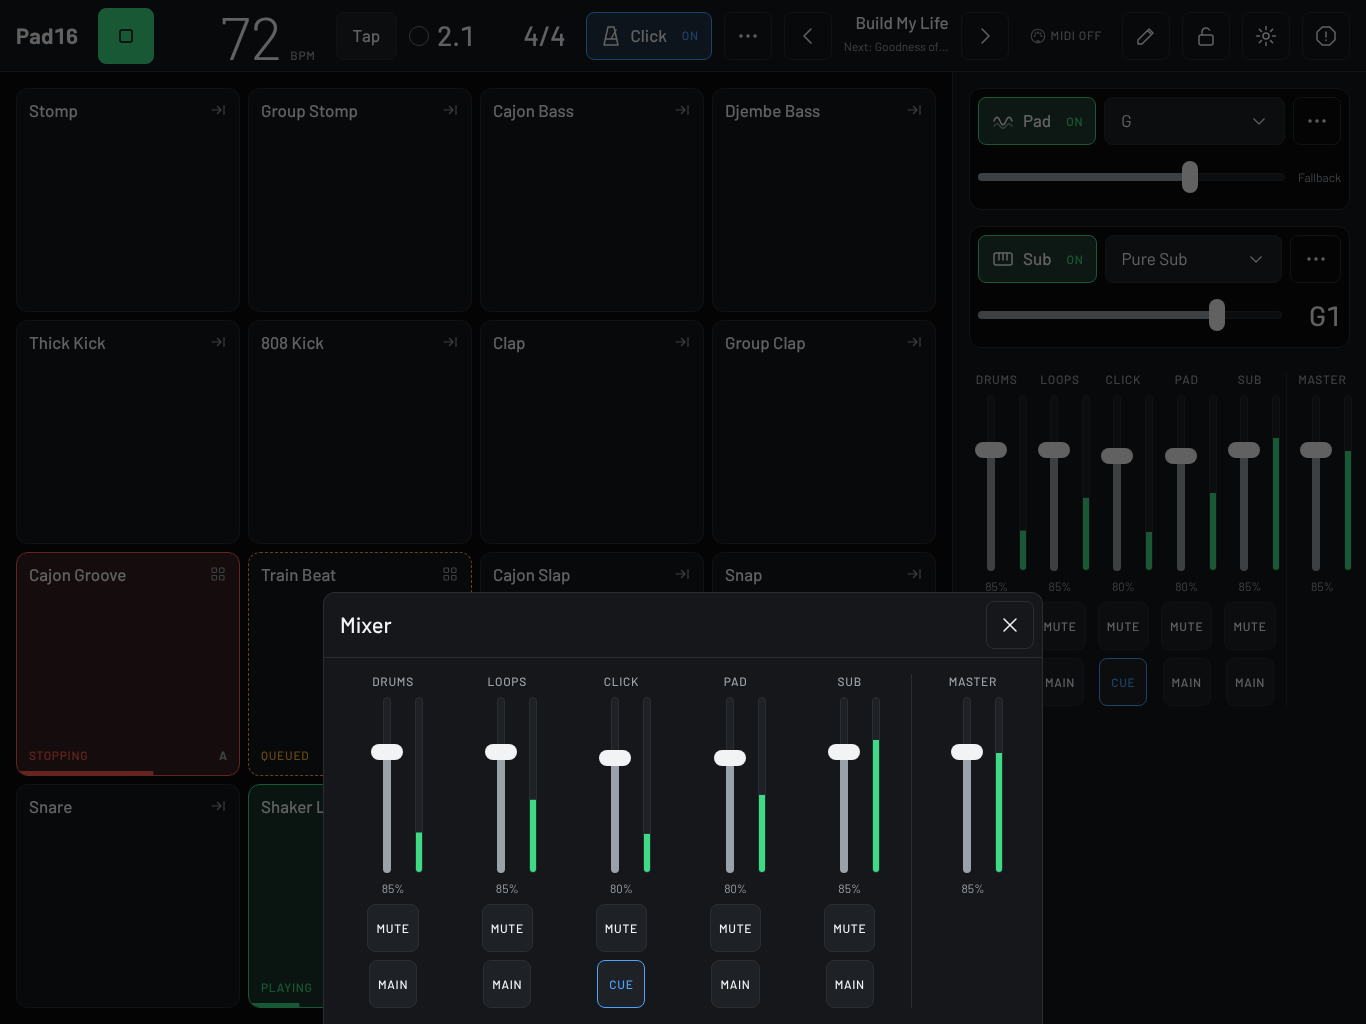 Pad16
72 BPM
Tap
2.1
4/4
Click ON
Build My Life
Next: Goodness of...
MIDI OFF
Stomp
Group Stomp
Cajon Bass
Djembe Bass
Thick Kick
808 Kick
Clap
Group Clap
Cajon Groove
STOPPING
A
Train Beat
QUEUED
Cajon Slap
Snap
Snare
Shaker L
PLAYING
Pad ON
G
Fallback
Sub ON
Pure Sub
G1
DRUMS LOOPS CLICK PAD SUB MASTER
85% 85% 80% 80% 85% 85%
MUTE MUTE MUTE MUTE
MAIN CUE MAIN MAIN
Mixer
DRUMS LOOPS CLICK PAD SUB MASTER
85% 85% 80% 80% 85% 85%
MUTE MUTE MUTE MUTE MUTE
MAIN MAIN CUE MAIN MAIN